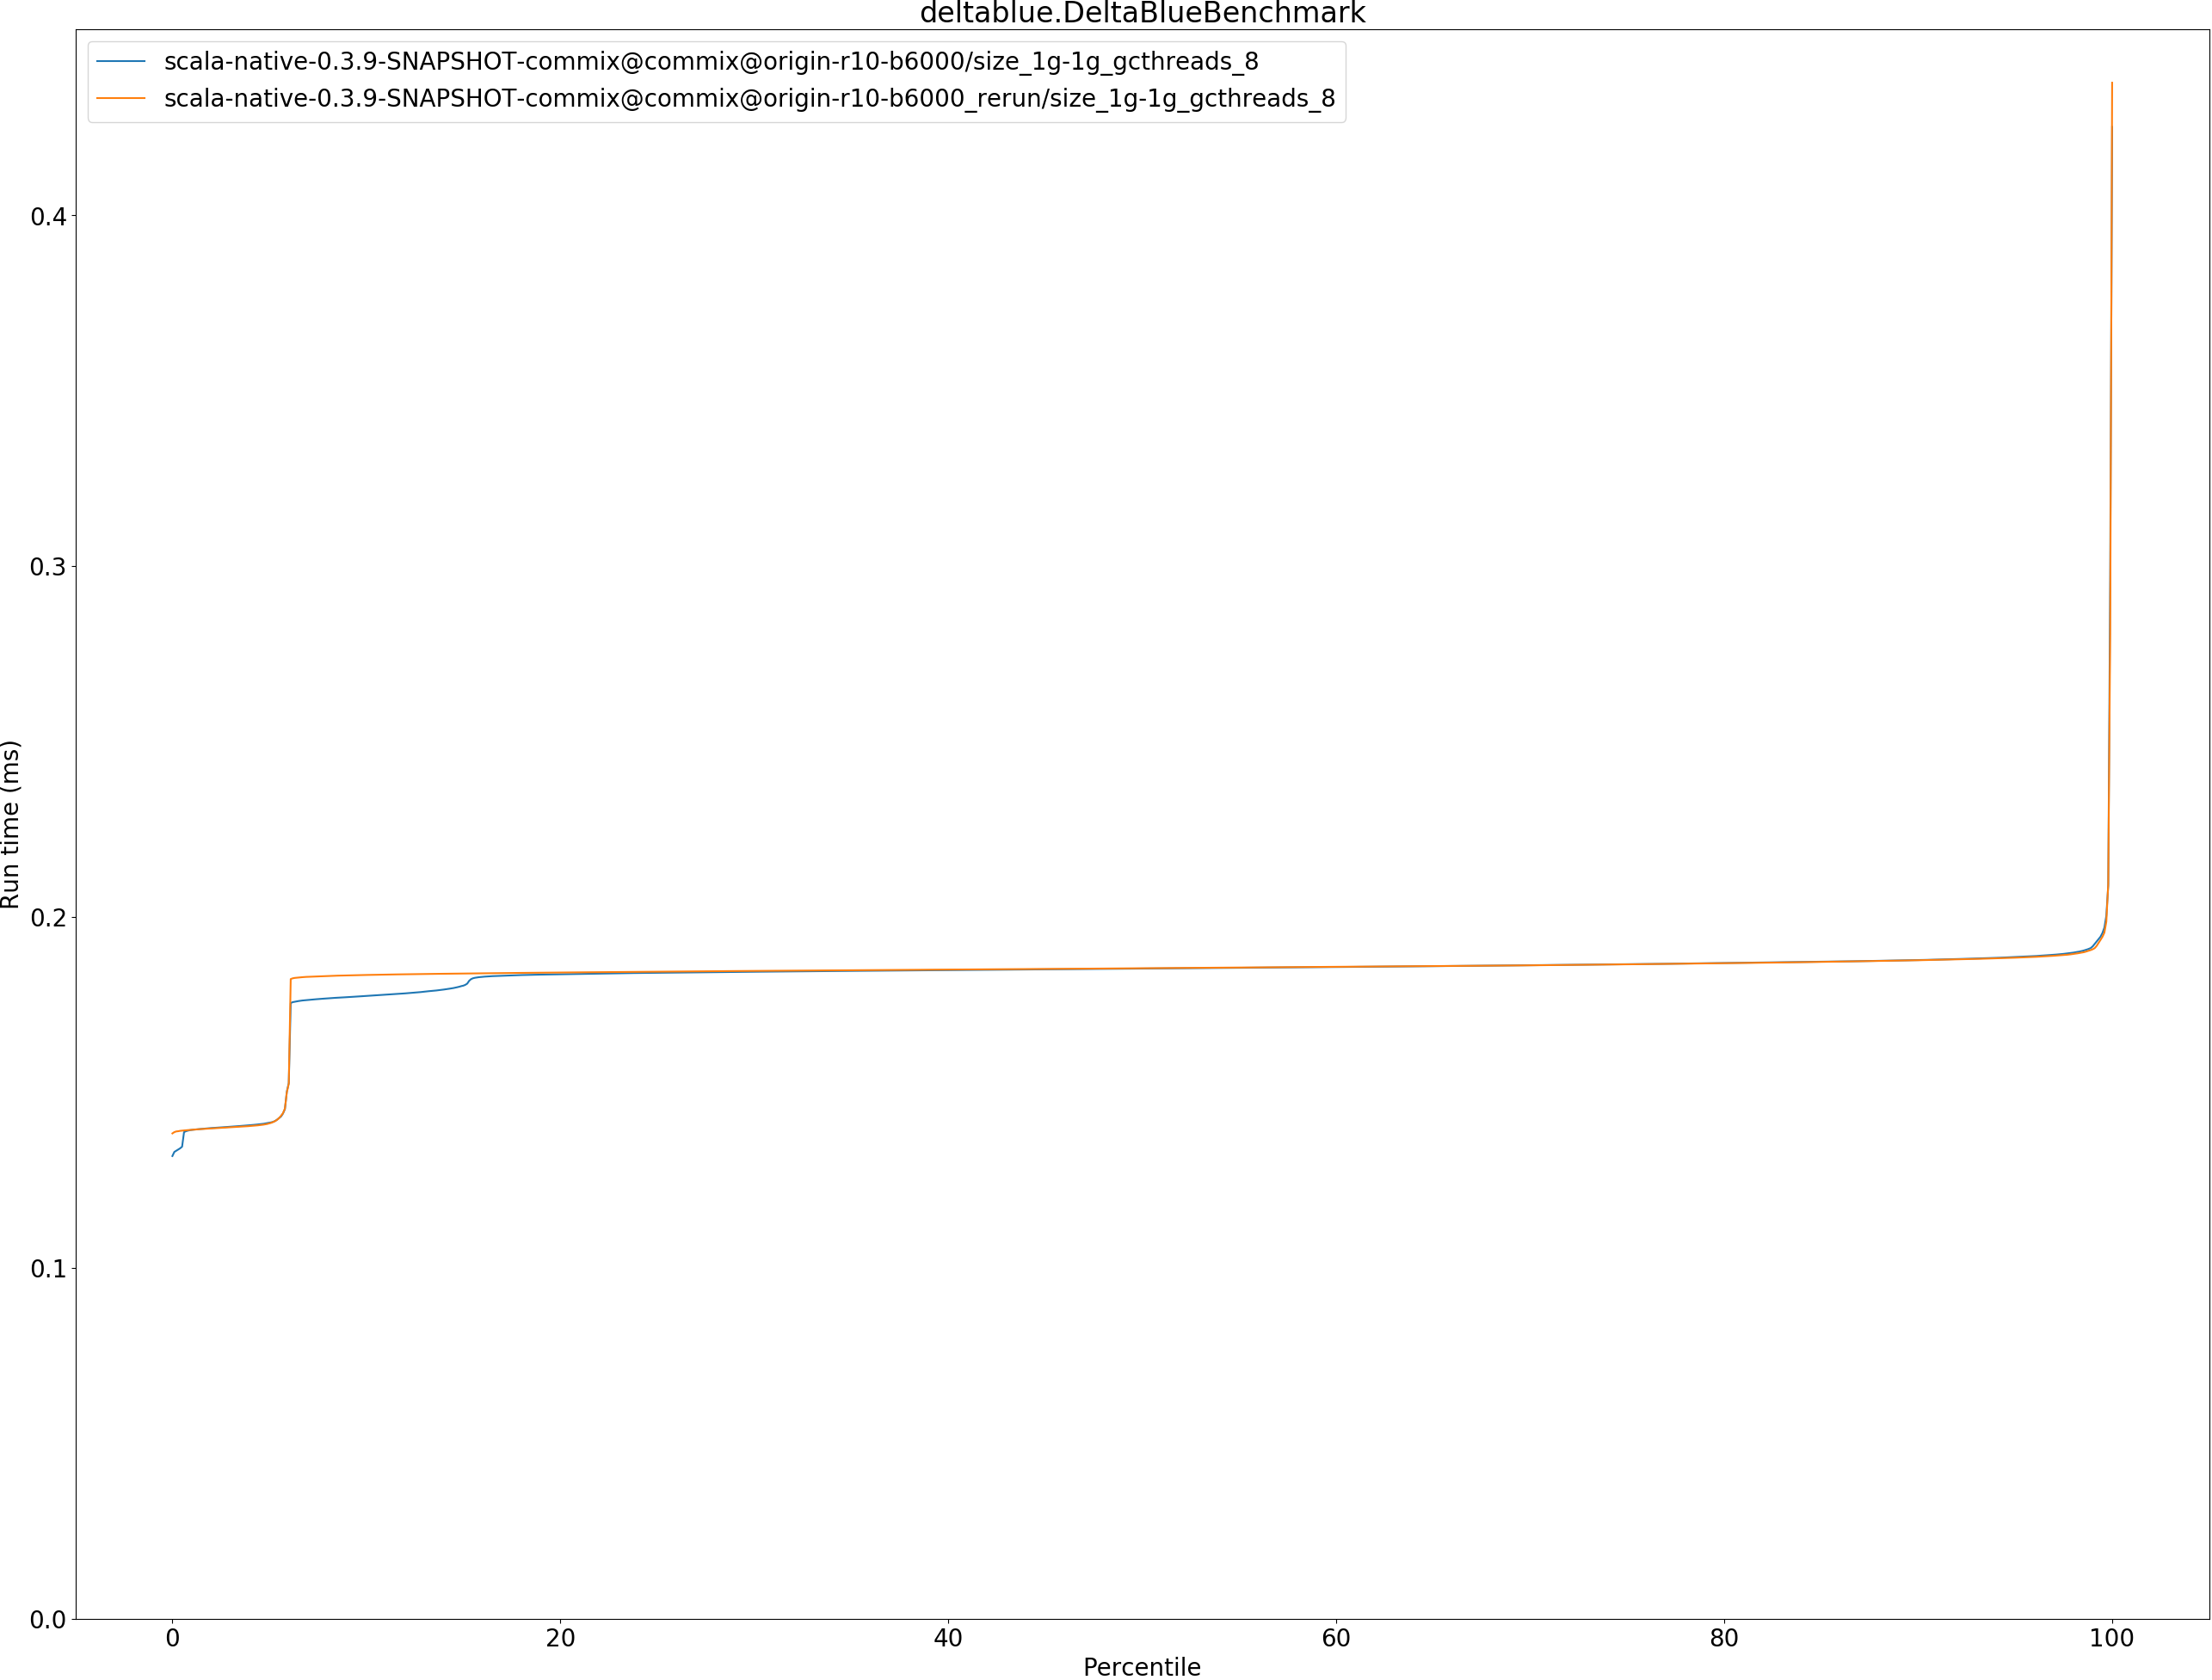 deltablue.DeltaBlueBenchmark
scala-native-0.3.9-SNAPSHOT-commix@commix@origin-r10-b6000/size_1g-1g_gcthreads_8
scala-native-0.3.9-SNAPSHOT-commix@commix@origin-r10-b6000_rerun/size_1g-1g_gcthreads_8
Run time (ms)
0.4
0.3
0.2
0.1
0.0
0 20 40 60 80 100
Percentile